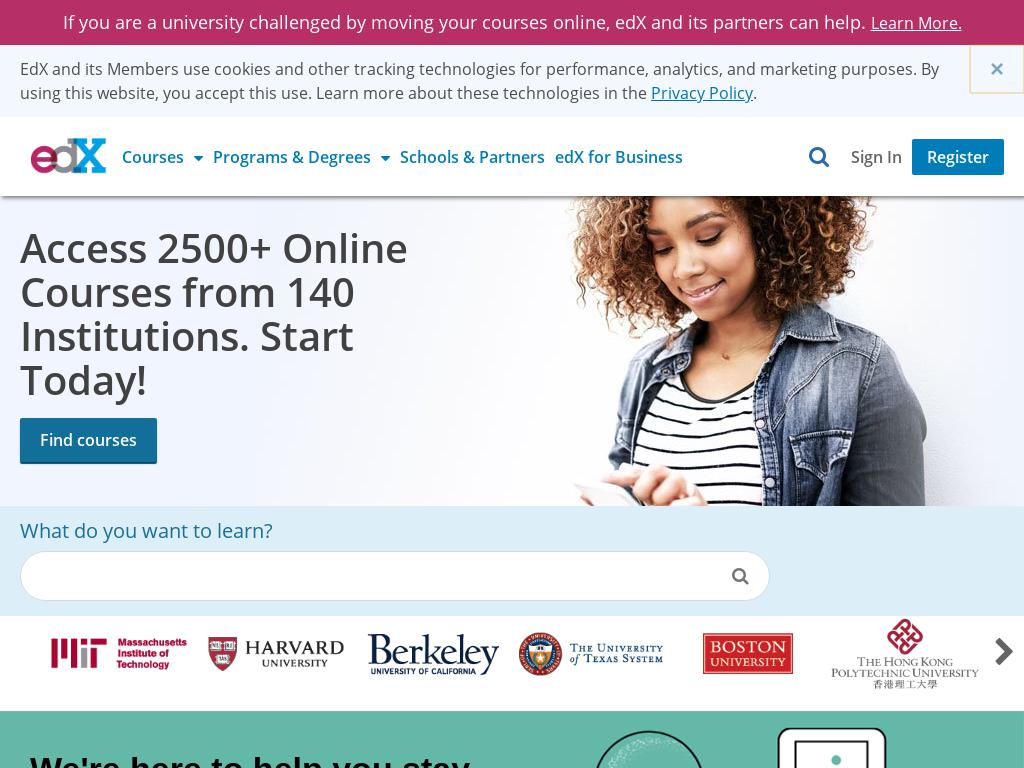 If you are a university challenged by moving your courses online, edX and its partners can help. Learn More.
EdX and its Members use cookies and other tracking technologies for performance, analytics, and marketing purposes. By
using this website, you accept this use. Learn more about these technologies in the Privacy Policy.
×
edX Courses Programs & Degrees Schools & Partners edX for Business Sign In Register
Access 2500+ Online
Courses from 140
Institutions. Start
Today!
Find courses
What do you want to learn?
MIT Massachusetts
Institute of
Technology
HARVARD
UNIVERSITY
Berkeley
UNIVERSITY OF CALIFORNIA
THE UNIVERSITY
of TEXAS SYSTEM
BOSTON
UNIVERSITY
THE HONG KONG
POLYTECHNIC UNIVERSITY
香港理工大學
We're here to help you stay